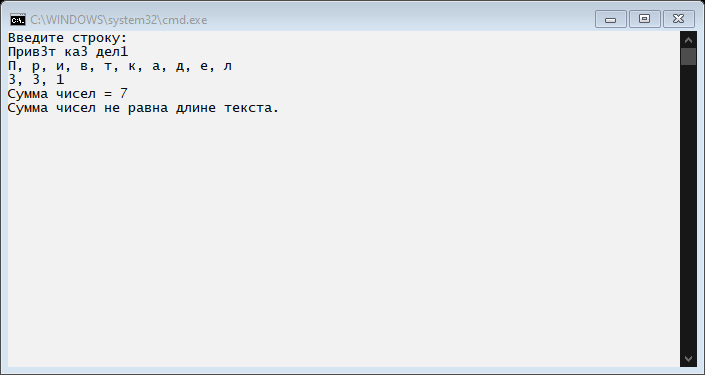 C:\WINDOWS\system32\cmd.exe
Введите строку:
Прив3т ка3 дел1
П, р, и, в, т, к, а, д, е, л
3, 3, 1
Сумма чисел = 7
Сумма чисел не равна длине текста.